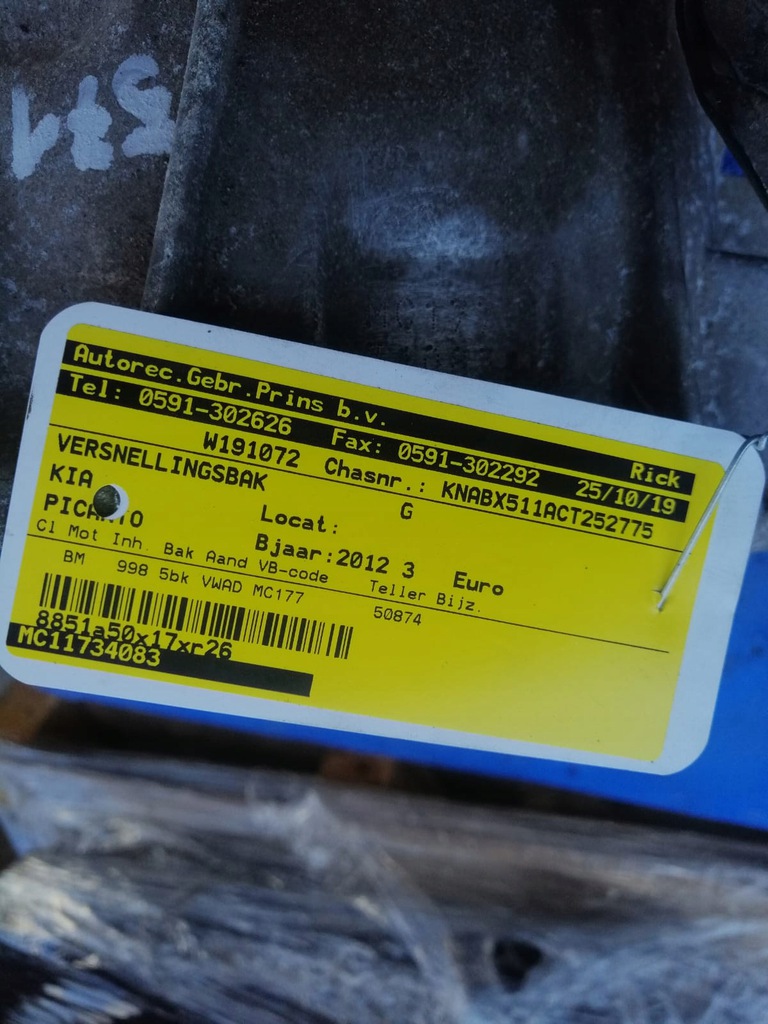 Autorec.Gebr.Prins b.v. Rick
Tel: 0591-302626 Fax: 0591-302292 25/10/19
W191072 Chasnr.: KNABX511ACT252775
VERSNELLINGSBAK G
KIA Locat:
PICANTO Bjaar:2012 3 Euro
Cl Mot Inh. Bak Aand VB-code Teller Bijz.
BM 998 5bk VWAD MC177 50874
8851a50x17xr26
MC11734083